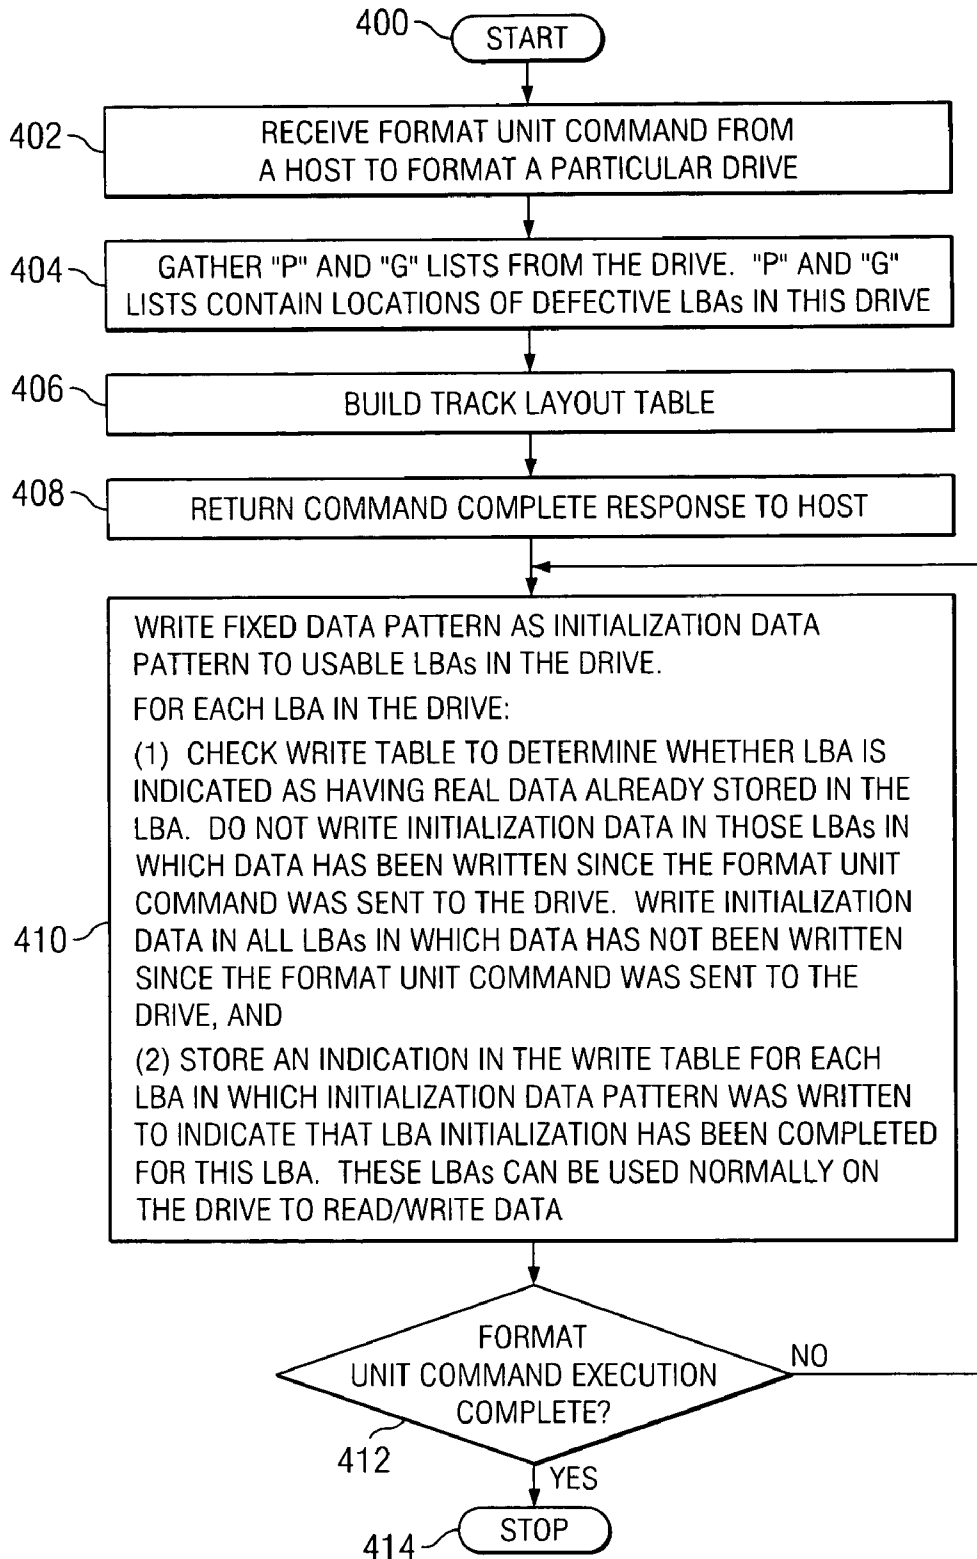 400
START
402
RECEIVE FORMAT UNIT COMMAND FROM
A HOST TO FORMAT A PARTICULAR DRIVE
404
GATHER "P" AND "G" LISTS FROM THE DRIVE. "P" AND "G"
LISTS CONTAIN LOCATIONS OF DEFECTIVE LBAs IN THIS DRIVE
406
BUILD TRACK LAYOUT TABLE
408
RETURN COMMAND COMPLETE RESPONSE TO HOST
410
WRITE FIXED DATA PATTERN AS INITIALIZATION DATA
PATTERN TO USABLE LBAs IN THE DRIVE.
FOR EACH LBA IN THE DRIVE:
(1) CHECK WRITE TABLE TO DETERMINE WHETHER LBA IS
INDICATED AS HAVING REAL DATA ALREADY STORED IN THE
LBA. DO NOT WRITE INITIALIZATION DATA IN THOSE LBAs IN
WHICH DATA HAS BEEN WRITTEN SINCE THE FORMAT UNIT
COMMAND WAS SENT TO THE DRIVE. WRITE INITIALIZATION
DATA IN ALL LBAs IN WHICH DATA HAS NOT BEEN WRITTEN
SINCE THE FORMAT UNIT COMMAND WAS SENT TO THE
DRIVE, AND
(2) STORE AN INDICATION IN THE WRITE TABLE FOR EACH
LBA IN WHICH INITIALIZATION DATA PATTERN WAS WRITTEN
TO INDICATE THAT LBA INITIALIZATION HAS BEEN COMPLETED
FOR THIS LBA. THESE LBAs CAN BE USED NORMALLY ON
THE DRIVE TO READ/WRITE DATA
FORMAT
UNIT COMMAND EXECUTION
COMPLETE?
NO
412
YES
STOP
414